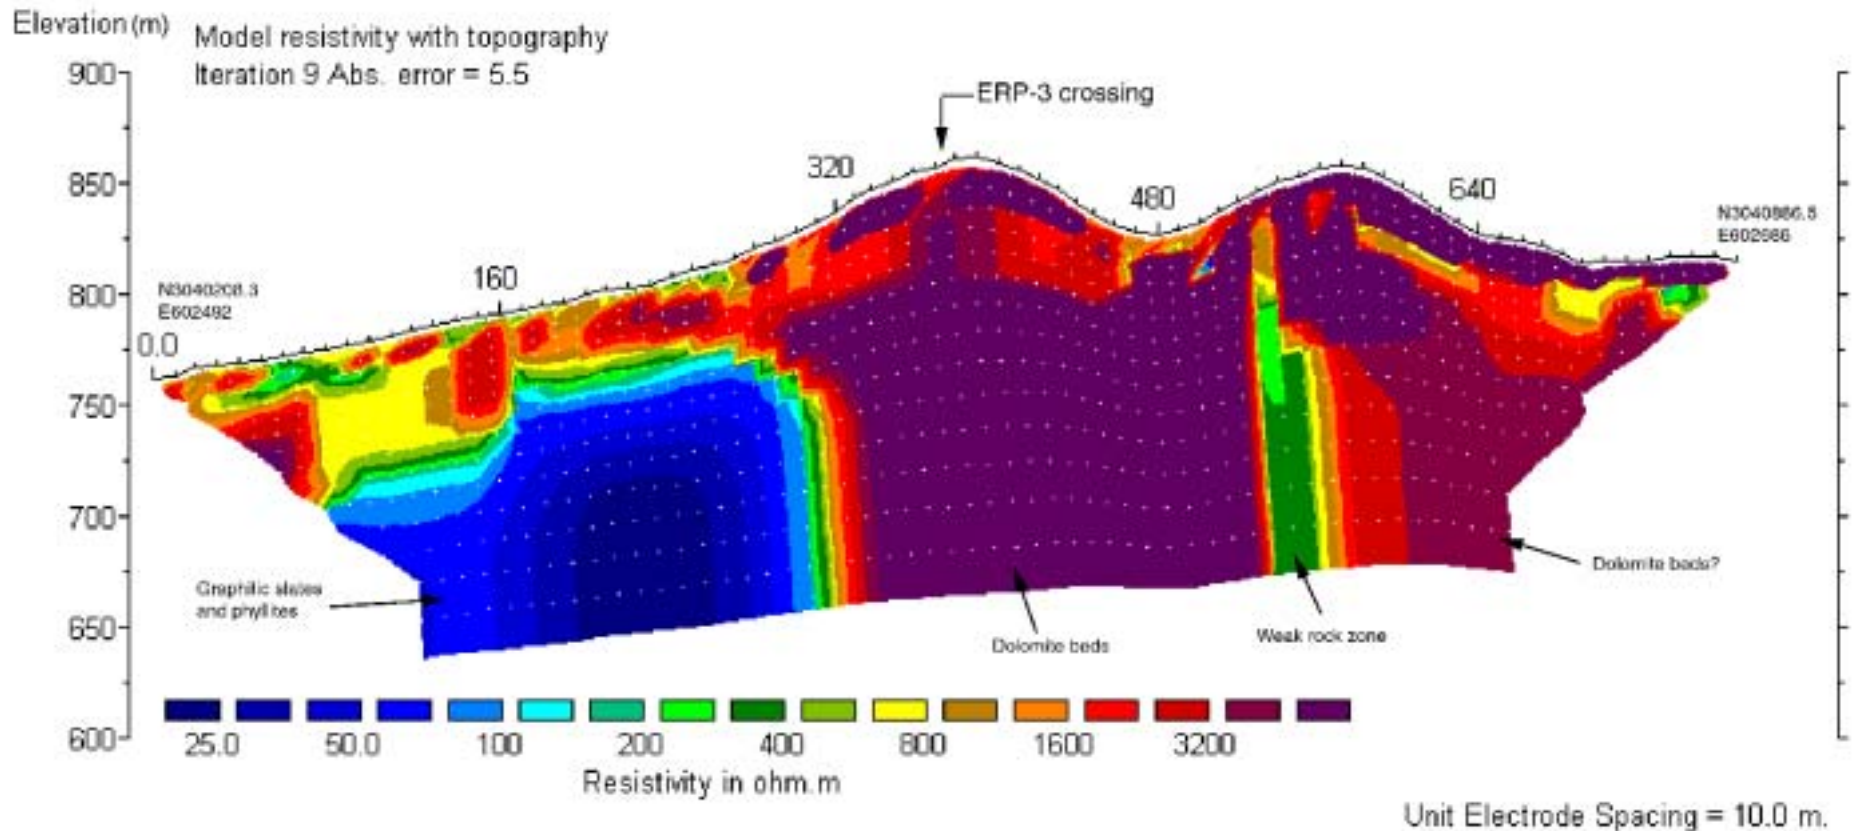 Elevation (m)
Model resistivity with topography
Iteration 9 Abs. error = 5.5
900
ERP-3 crossing
850
320
480
640
N3040886.5
E602986
800
N3040208.3
E602492
160
0.0
750
700
650
Graphilic slates
and phyllites
Dolomite beds?
Dolomite beds
Weak rock zone
600
25.0 50.0 100 200 400 800 1600 3200
Resistivity in ohm.m
Unit Electrode Spacing = 10.0 m.